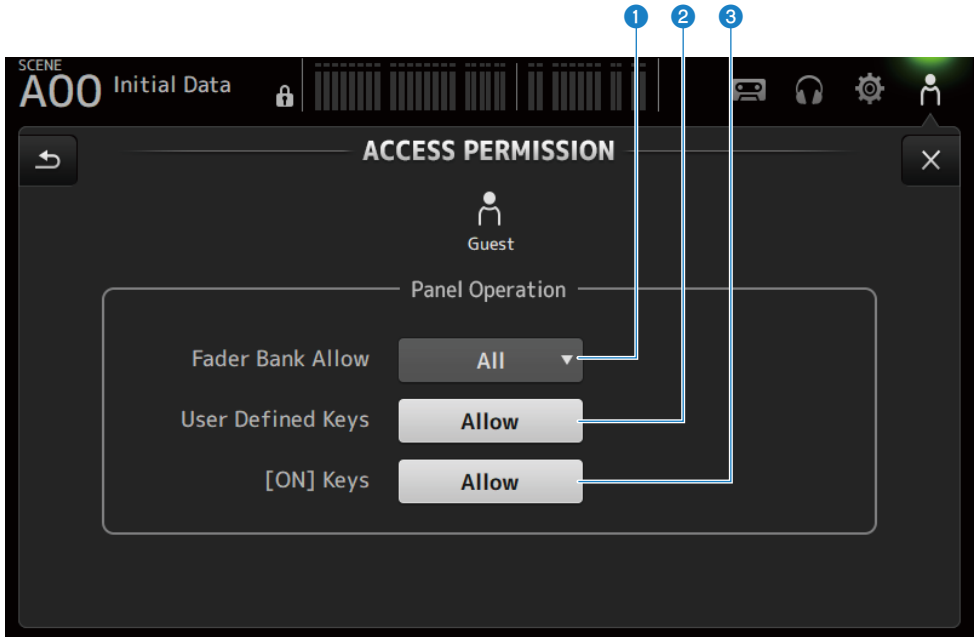 1 2 3
SCENE
A00 Initial Data
ACCESS PERMISSION
Guest
Panel Operation
Fader Bank Allow All
User Defined Keys Allow
[ON] Keys Allow